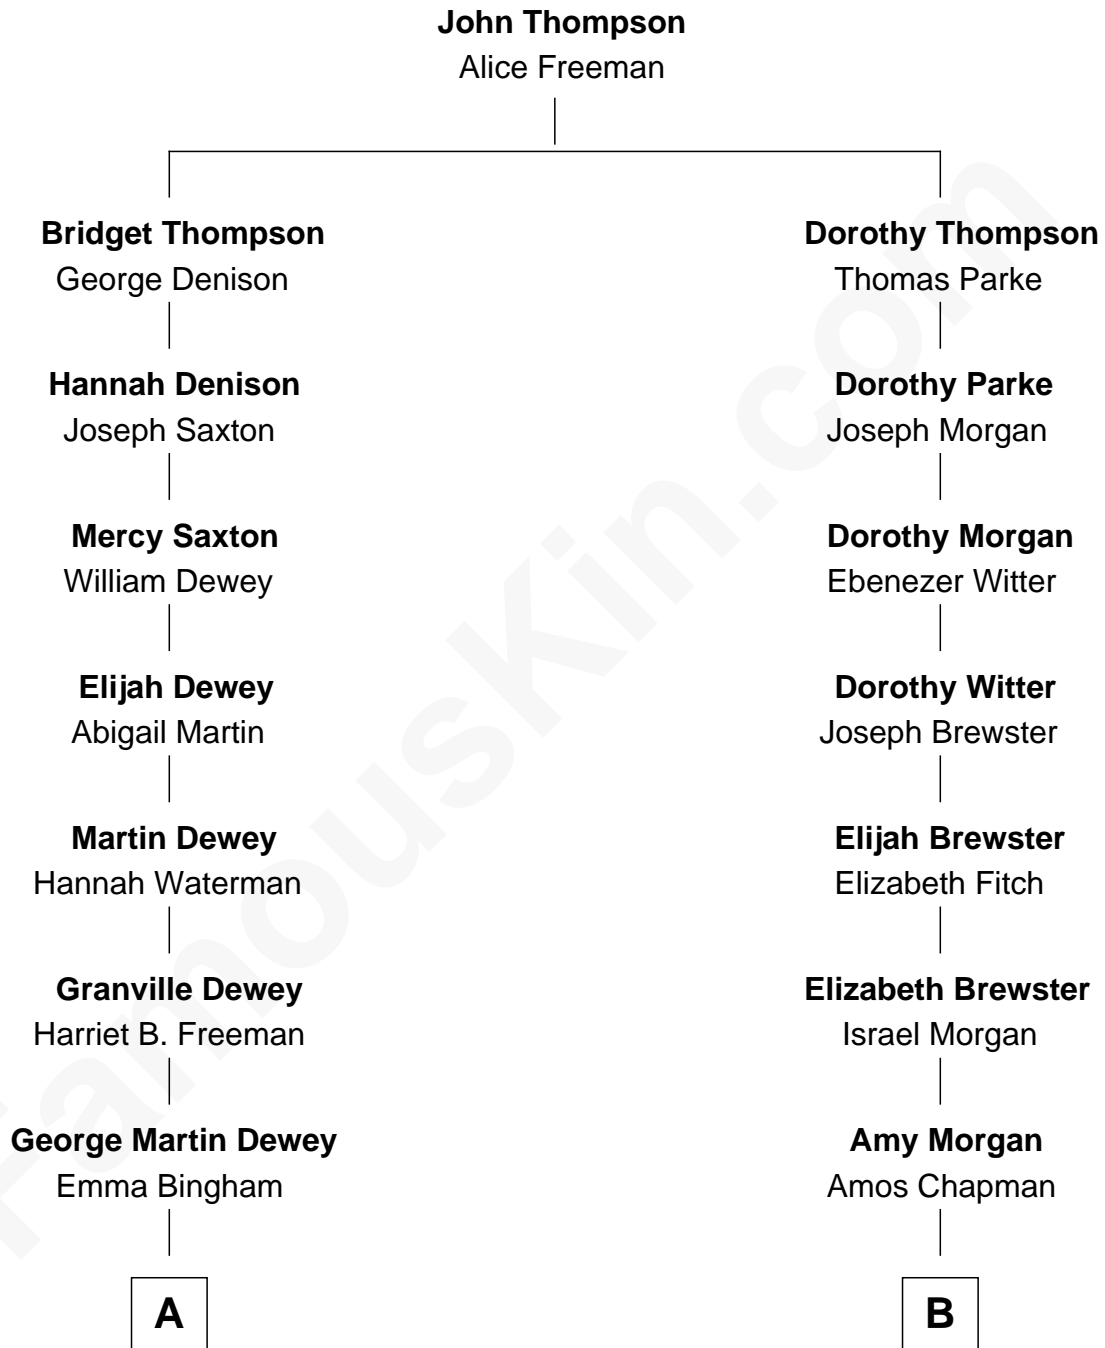 John Thompson
Alice Freeman
Bridget Thompson
George Denison
Hannah Denison
Joseph Saxton
Mercy Saxton
William Dewey
Elijah Dewey
Abigail Martin
Martin Dewey
Hannah Waterman
Granville Dewey
Harriet B. Freeman
George Martin Dewey
Emma Bingham
A
Dorothy Thompson
Thomas Parke
Dorothy Parke
Joseph Morgan
Dorothy Morgan
Ebenezer Witter
Dorothy Witter
Joseph Brewster
Elijah Brewster
Elizabeth Fitch
Elizabeth Brewster
Israel Morgan
Amy Morgan
Amos Chapman
B
FamousKin.com